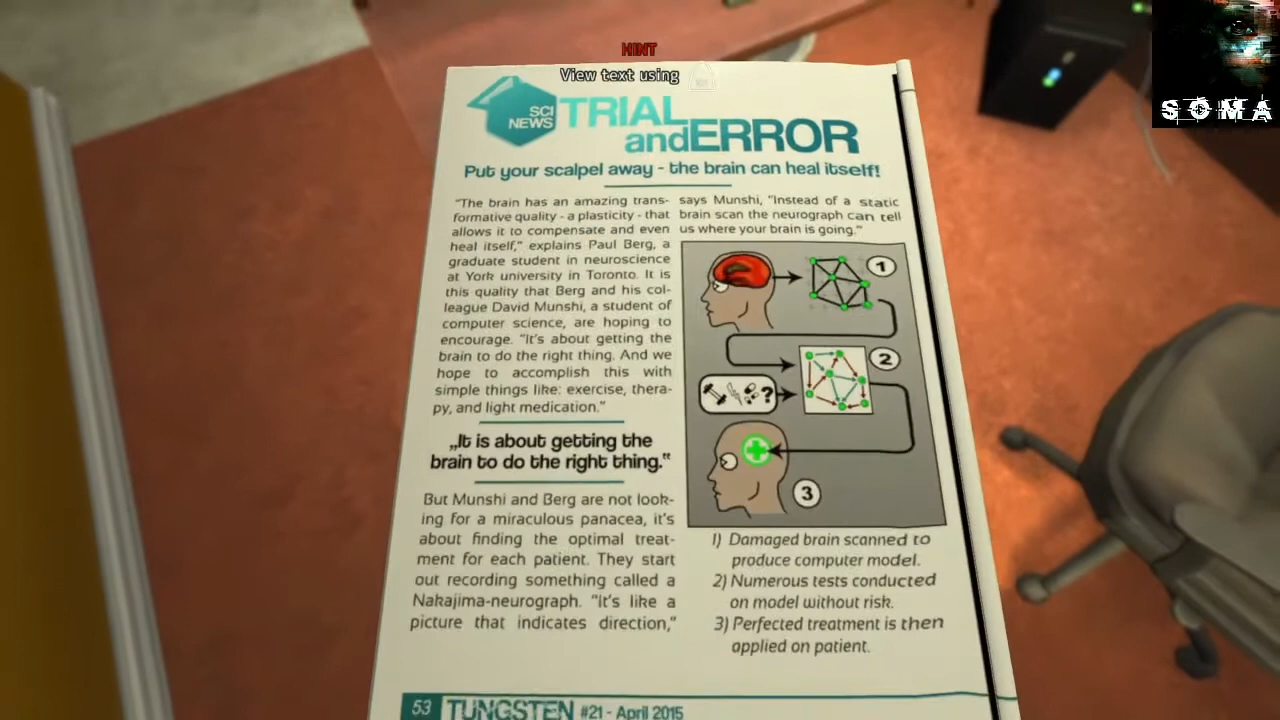 HINT
View text using
SOMA
SCI
NEWS
TRIAL
and ERROR
Put your scalpel away - the brain can heal itself!
"The brain has an amazing trans-
formative quality - a plasticity - that
allows it to compensate and even
heal itself," explains Paul Berg, a
graduate student in neuroscience
at York university in Toronto. It is
this quality that Berg and his col-
league David Munshi, a student of
computer science, are hoping to
encourage. "It's about getting the
brain to do the right thing. And we
hope to accomplish this with
simple things like: exercise, thera-
py, and light medication."
„It is about getting the
brain to do the right thing."
But Munshi and Berg are not look-
ing for a miraculous panacea, it's
about finding the optimal treat-
ment for each patient. They start
out recording something called a
Nakajima-neurograph. "It's like a
picture that indicates direction,"
says Munshi, "Instead of a static
brain scan the neurograph can tell
us where your brain is going."
1
2
?
3
1) Damaged brain scanned to
produce computer model.
2) Numerous tests conducted
on model without risk.
3) Perfected treatment is then
applied on patient.
53 TUNGSTEN #21 - April 2015